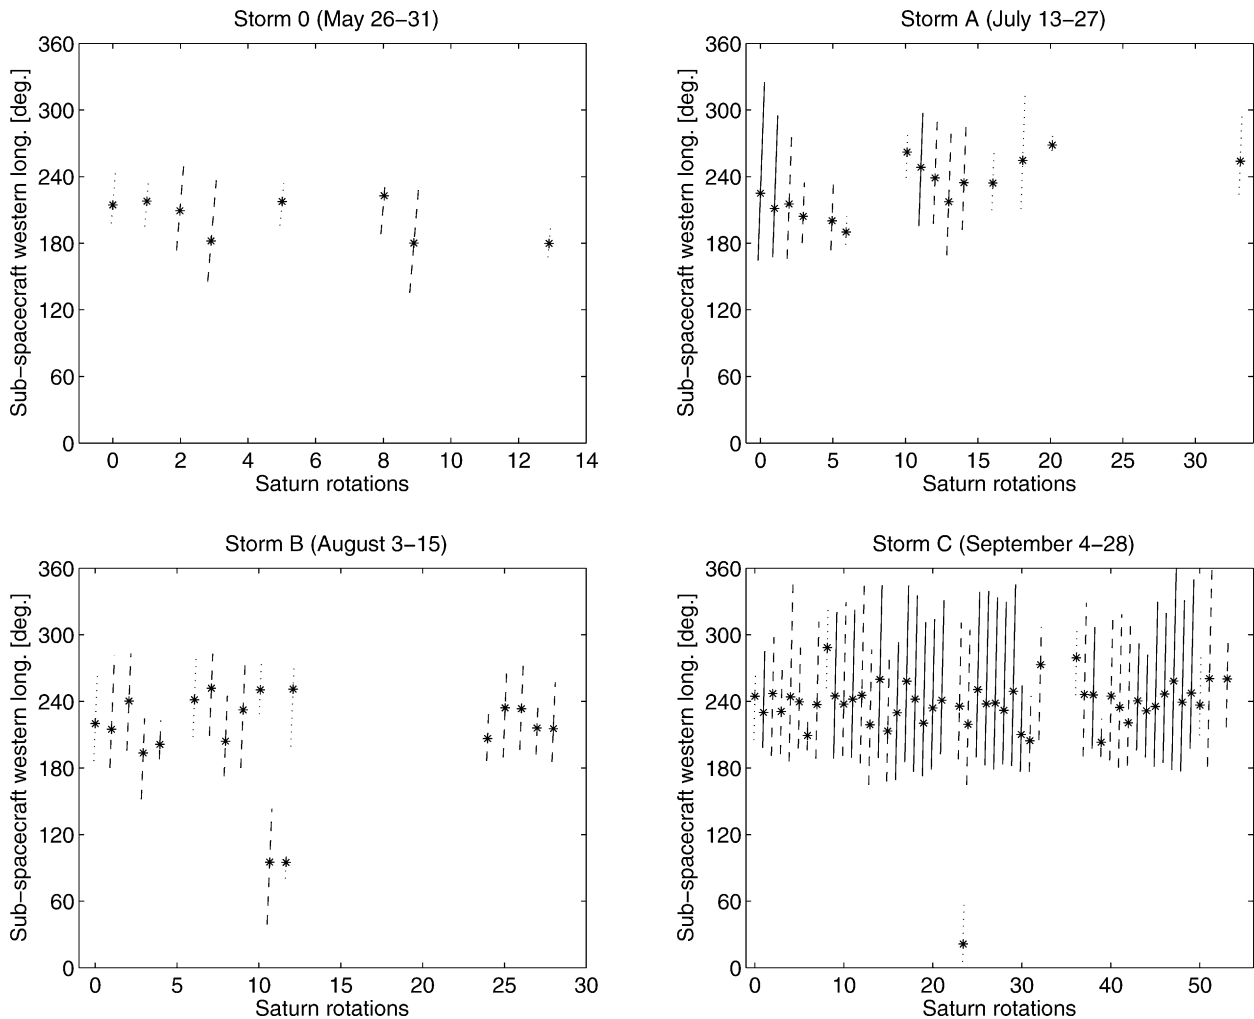 Storm 0 (May 26−31)
360
300
240
180
120
60
0
Sub−spacecraft western long. [deg.]
0 2 4 6 8 10 12 14
Saturn rotations
Storm A (July 13−27)
360
300
240
180
120
60
0
Sub−spacecraft western long. [deg.]
0 5 10 15 20 25 30
Saturn rotations
Storm B (August 3−15)
360
300
240
180
120
60
0
Sub−spacecraft western long. [deg.]
0 5 10 15 20 25 30
Saturn rotations
Storm C (September 4−28)
360
300
240
180
120
60
0
Sub−spacecraft western long. [deg.]
0 10 20 30 40 50
Saturn rotations